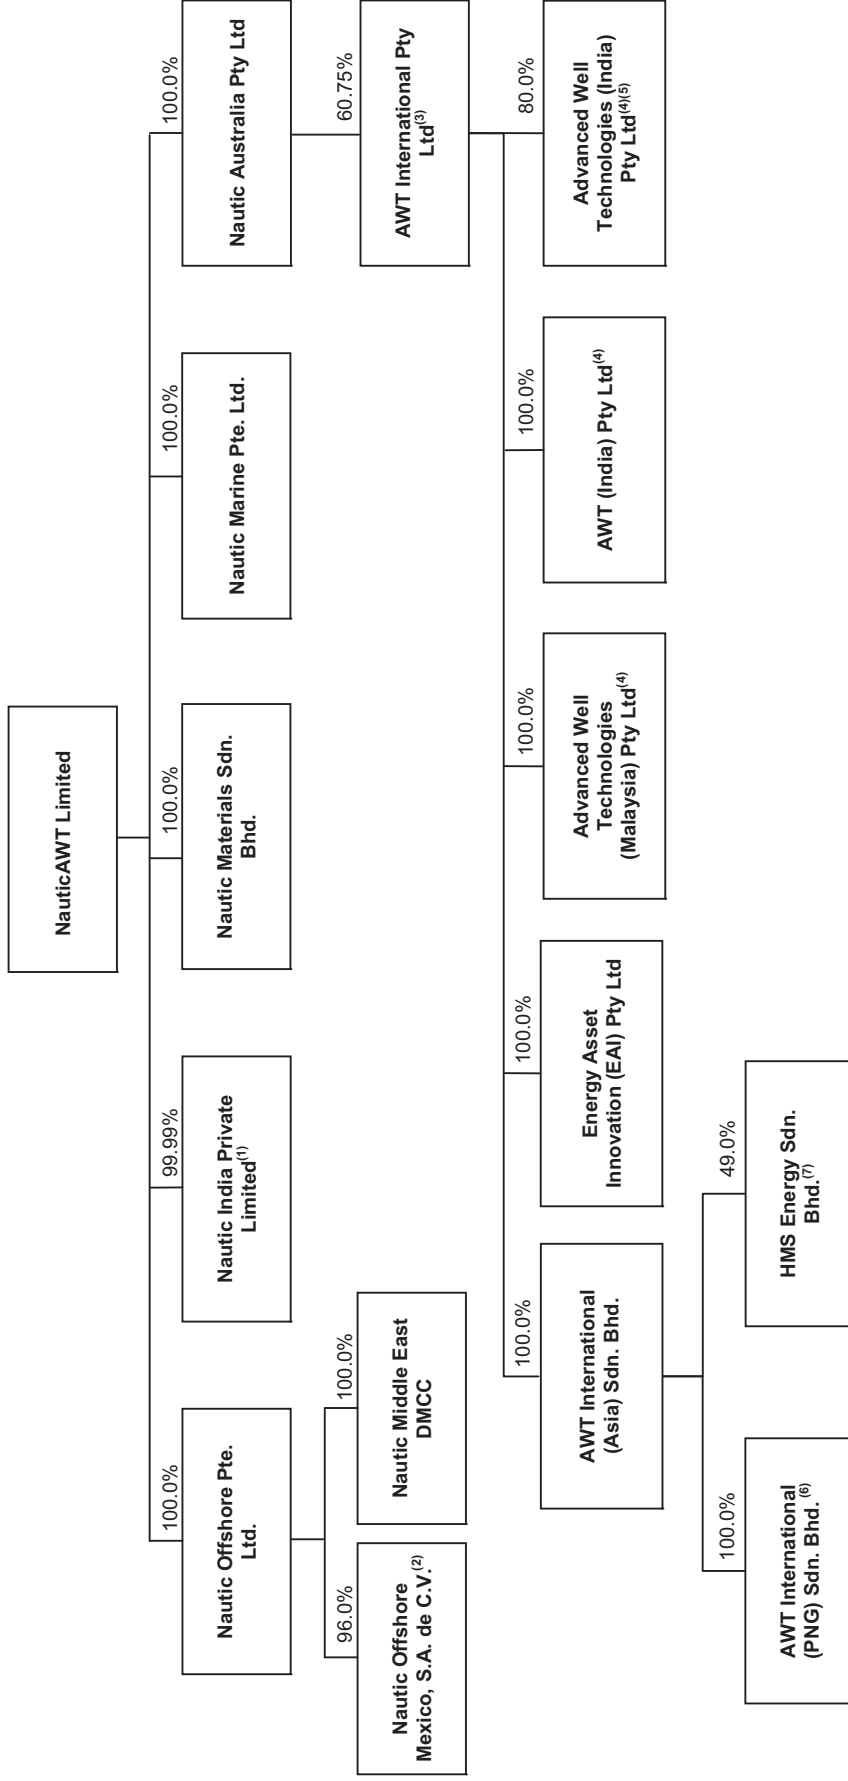 NauticAWT Limited
100.0%
99.99%
100.0%
100.0%
100.0%
Nautic Offshore Pte.
Ltd.
Nautic India Private
Limited(1)
Nautic Materials Sdn.
Bhd.
Nautic Marine Pte. Ltd.
Nautic Australia Pty Ltd
96.0%
100.0%
60.75%
Nautic Offshore
Mexico, S.A. de C.V.(2)
Nautic Middle East
DMCC
AWT International Pty
Ltd(3)
100.0%
100.0%
100.0%
100.0%
80.0%
AWT International
(Asia) Sdn. Bhd.
Energy Asset
Innovation (EAI) Pty Ltd
Advanced Well
Technologies
(Malaysia) Pty Ltd(4)
AWT (India) Pty Ltd(4)
Advanced Well
Technologies (India)
Pty Ltd(4)(5)
100.0%
49.0%
AWT International
(PNG) Sdn. Bhd. (6)
HMS Energy Sdn.
Bhd.(7)